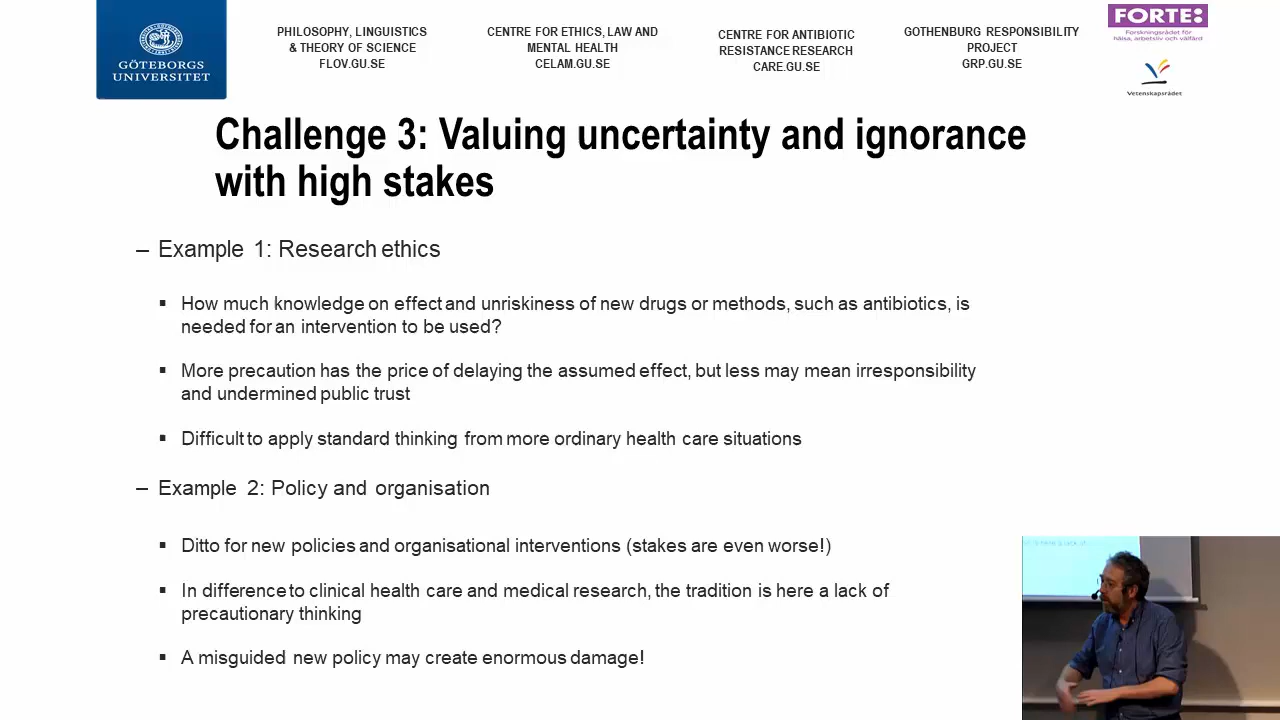 GÖTEBORGS
UNIVERSITET
PHILOSOPHY, LINGUISTICS
& THEORY OF SCIENCE
FLOV.GU.SE
CENTRE FOR ETHICS, LAW AND
MENTAL HEALTH
CELAM.GU.SE
CENTRE FOR ANTIBIOTIC
RESISTANCE RESEARCH
CARE.GU.SE
GOTHENBURG RESPONSIBILITY
PROJECT
GRP.GU.SE
FORTE:
Forskningsrådet för
hälsa, arbetsliv och välfärd
Vetenskapsrådet
Challenge 3: Valuing uncertainty and ignorance
with high stakes
– Example 1: Research ethics
▪ How much knowledge on effect and unriskiness of new drugs or methods, such as antibiotics, is
needed for an intervention to be used?
▪ More precaution has the price of delaying the assumed effect, but less may mean irresponsibility
and undermined public trust
▪ Difficult to apply standard thinking from more ordinary health care situations
– Example 2: Policy and organisation
▪ Ditto for new policies and organisational interventions (stakes are even worse!)
▪ In difference to clinical health care and medical research, the tradition is here a lack of
precautionary thinking
▪ A misguided new policy may create enormous damage!